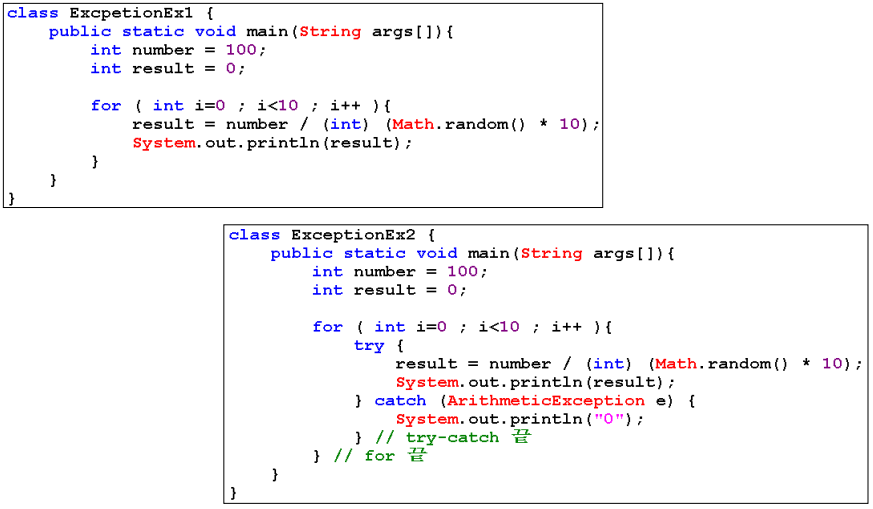 class ExcpetionEx1 {
    public static void main(String args[]){
        int number = 100;
        int result = 0;

        for ( int i=0 ; i<10 ; i++ ){
            result = number / (int) (Math.random() * 10);
            System.out.println(result);
        }
    }
}
class ExceptionEx2 {
    public static void main(String args[]){
        int number = 100;
        int result = 0;

        for ( int i=0 ; i<10 ; i++ ){
            try {
                result = number / (int) (Math.random() * 10);
                System.out.println(result);
            } catch (ArithmeticException e) {
                System.out.println("0");
            } // try-catch 끝
        } // for 끝
    }
}